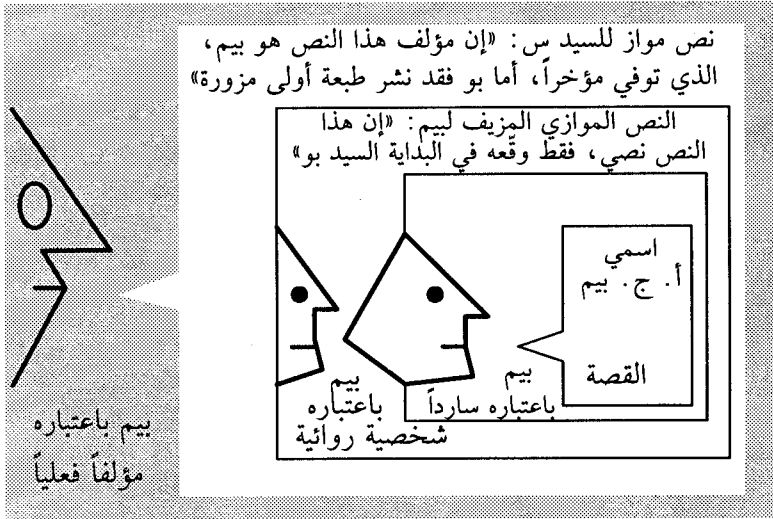 نص مواز للسيد س: «إن مؤلف هذا النص هو بيم،
الذي توفي مؤخراً، أما بو فقد نشر طبعة أولى مزورة»
النص الموازي المزيف لبيم: «إن هذا
النص نصي، فقط وقّعه في البداية السيد بو»
اسمي
أ. ج. بيم
القصة
بيم
باعتباره سارداً
بيم
باعتباره
شخصية روائية
بيم باعتباره
مؤلفاً فعلياً